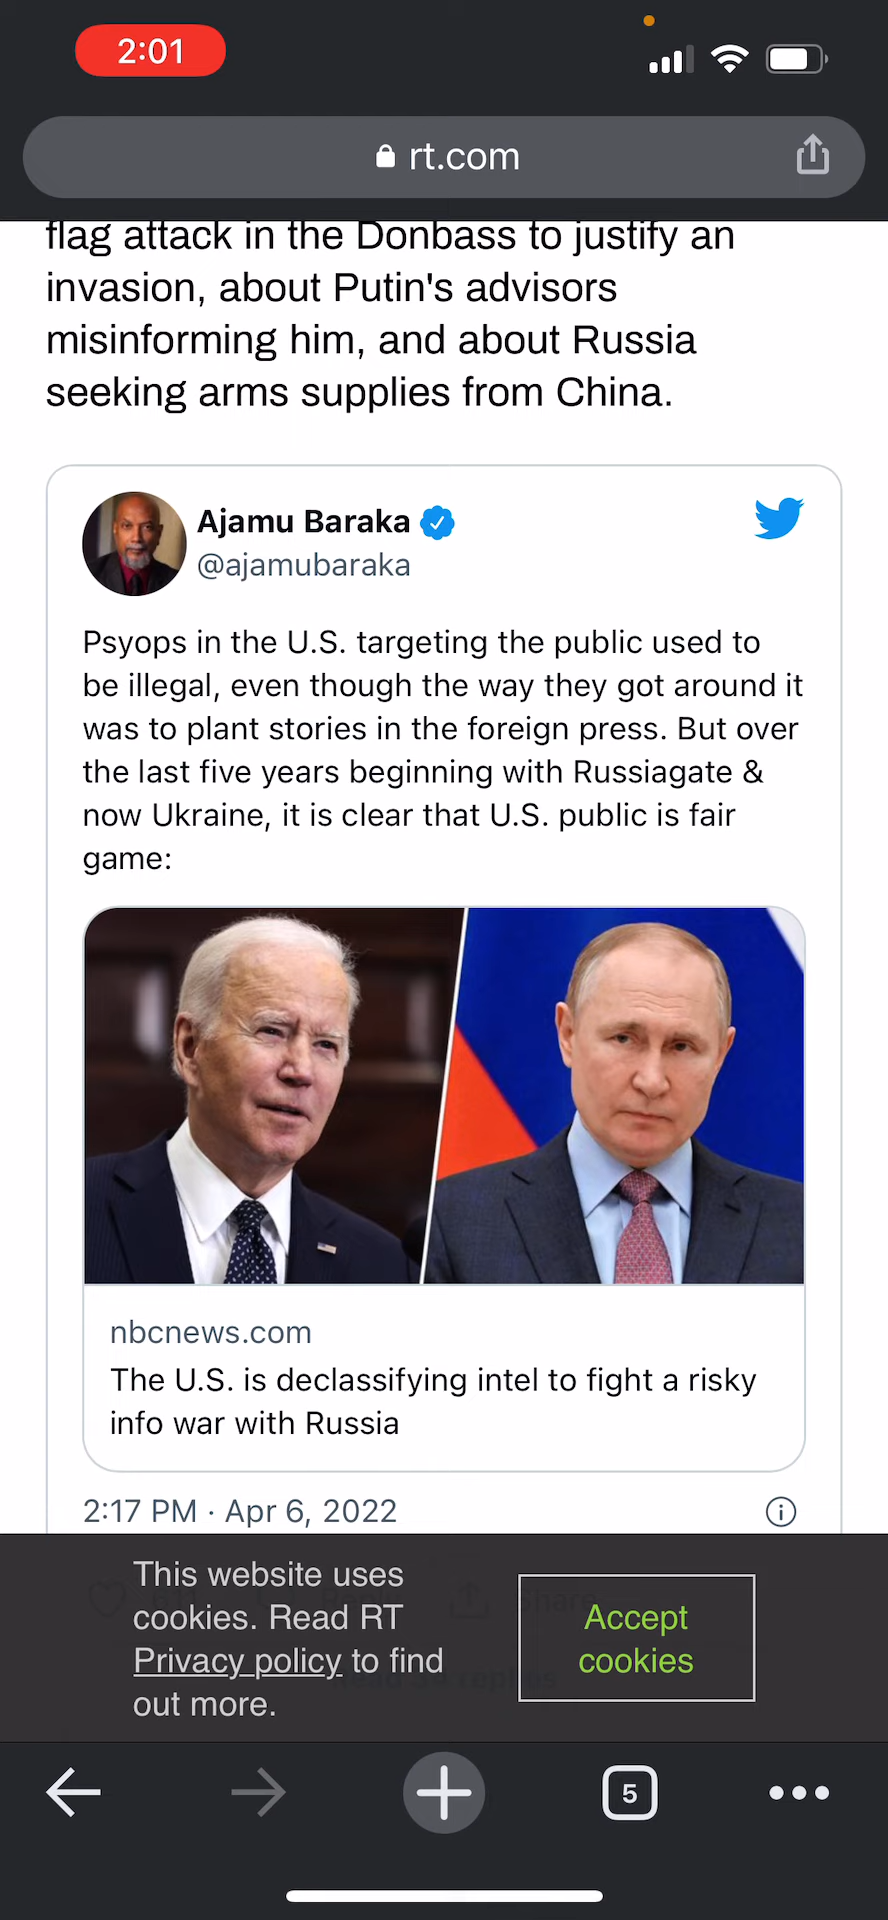 2:01
rt.com
flag attack in the Donbass to justify an
invasion, about Putin's advisors
misinforming him, and about Russia
seeking arms supplies from China.
Ajamu Baraka
@ajamubaraka
Psyops in the U.S. targeting the public used to
be illegal, even though the way they got around it
was to plant stories in the foreign press. But over
the last five years beginning with Russiagate &
now Ukraine, it is clear that U.S. public is fair
game:
nbcnews.com
The U.S. is declassifying intel to fight a risky
info war with Russia
2:17 PM · Apr 6, 2022
This website uses
cookies. Read RT
Privacy policy to find
out more.
Share
Accept
cookies
5